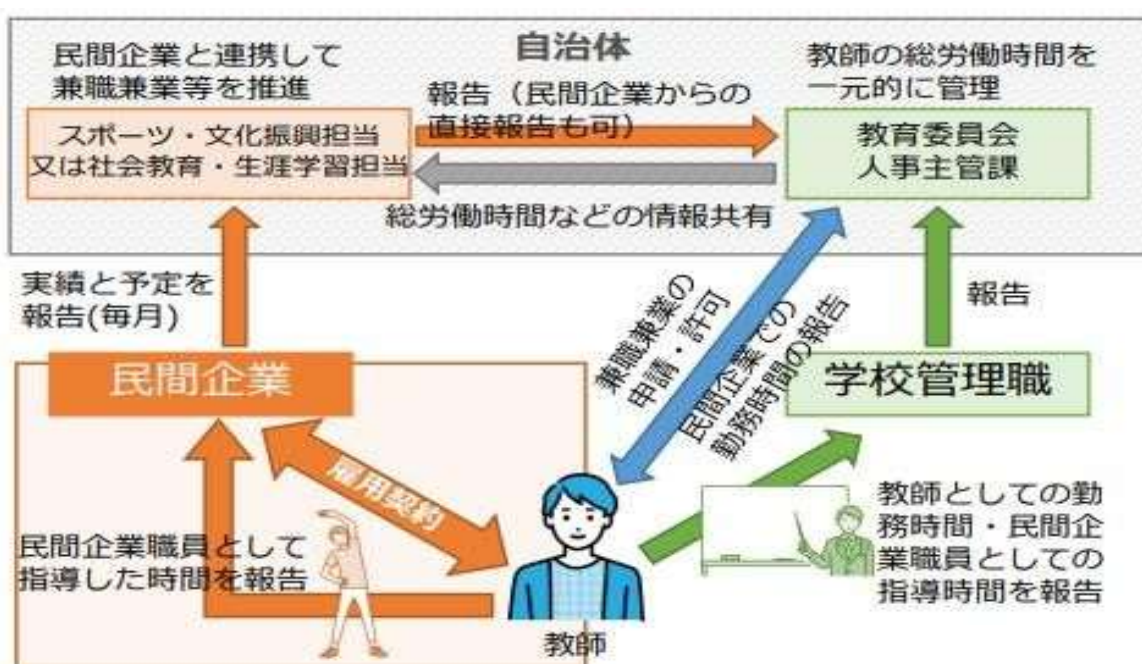 自治体
民間企業と連携して
兼職兼業等を推進
スポーツ・文化振興担当
又は社会教育・生涯学習担当
報告（民間企業からの
直接報告も可）
総労働時間などの情報共有
教師の総労働時間を
一元的に管理
教育委員会
人事主管課
実績と予定を
報告(毎月)
兼職兼業の
申請・許可
民間企業での
勤務時間の報告
報告
民間企業
学校管理職
雇用契約
民間企業職員として
指導した時間を報告
教師としての勤
務時間・民間企
業職員としての
指導時間を報告
教師